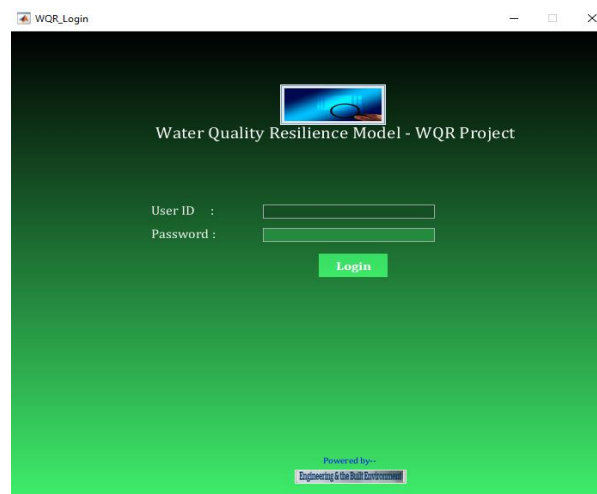 WQR_Login
Water Quality Resilience Model - WQR Project
User ID :
Password :
Login
Powered by--
Engineering & the Built Environment